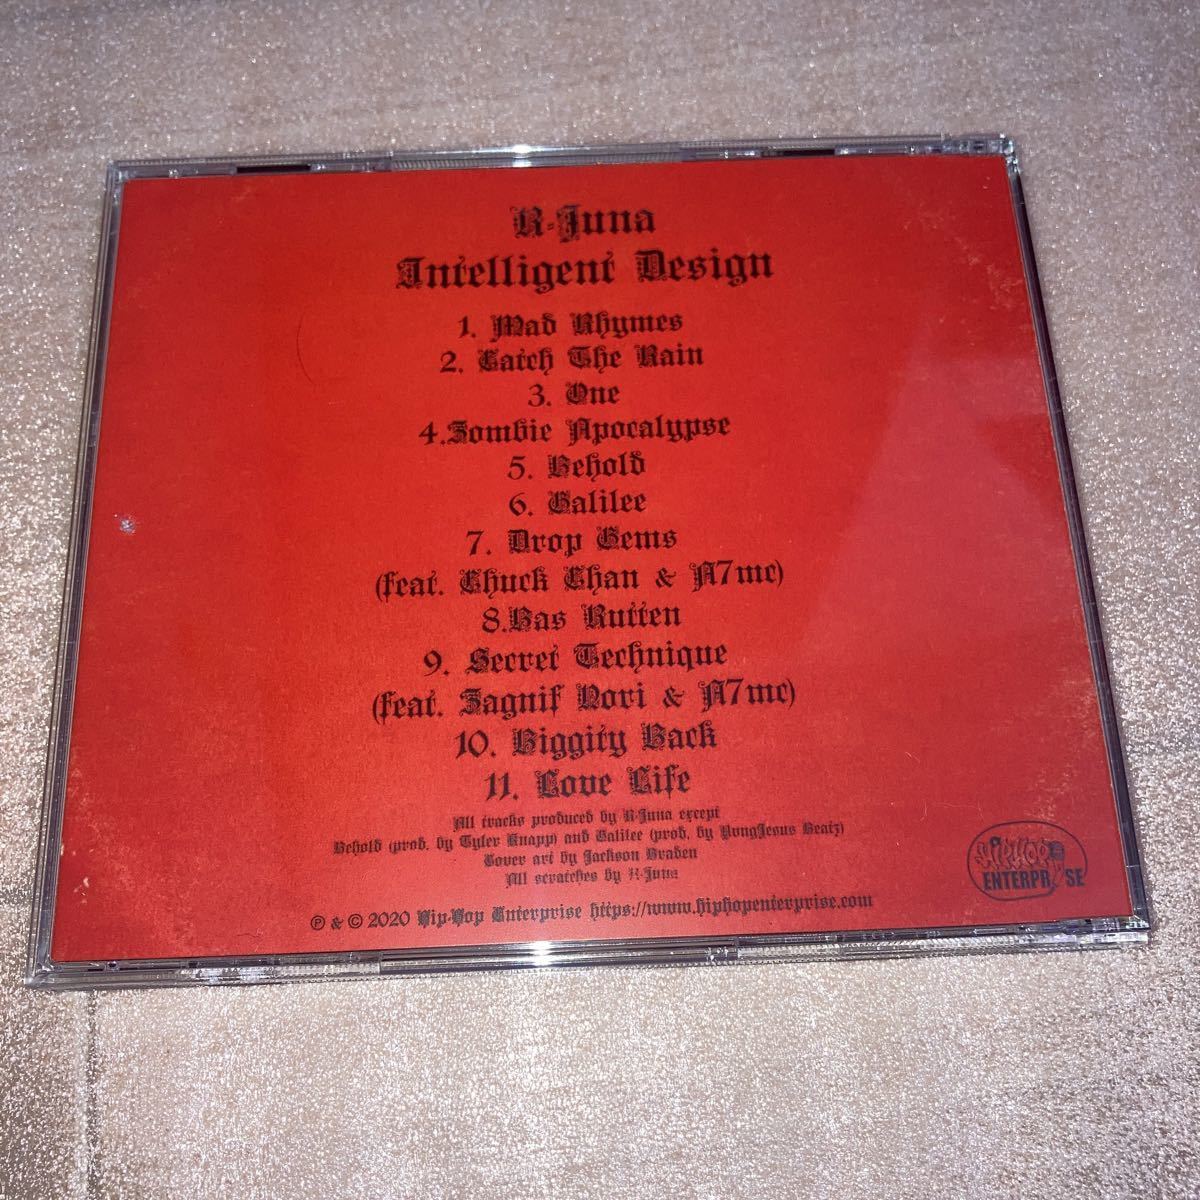 R-Juna
Intelligent Design
1. Mad Rhymes
2. Catch The Rain
3. One
4.Zombie Apocalypse
5. Behold
6. Galilee
7. Drop Gems
(feat. Chuck Chan & A7mc)
8.Bas Rutten
9. Secret Technique
(feat. Zagnif Nori & A7mc)
10. Biggity Back
11. Love Life
All tracks produced by R-Juna except
Behold (prod. by Tyler Knapp) and Galilee (prod. by YungJesus Beatz)
Cover art by Jackson Braden
All scratches by R-Juna
℗ & © 2020 Hip-Hop Enterprise https://www.hiphopenterprise.com
HIPHOP
ENTERPRISE